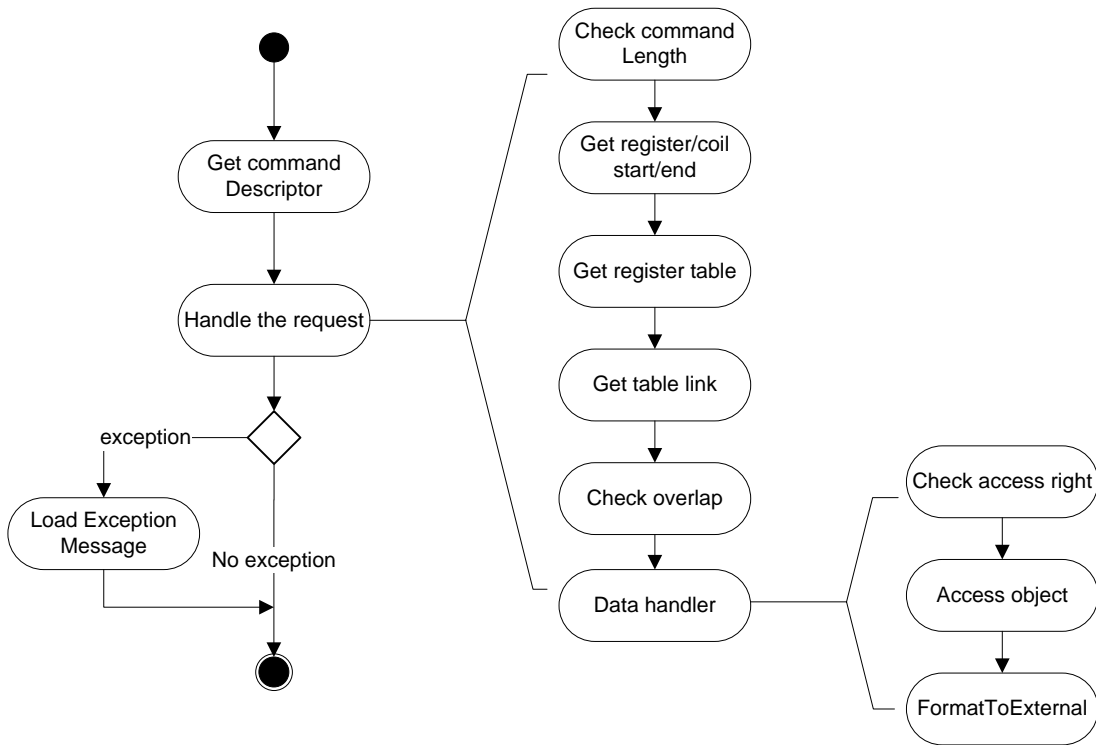 Get command
Descriptor
Handle the request
exception
Load Exception
Message
No exception
Check command
Length
Get register/coil
start/end
Get register table
Get table link
Check overlap
Data handler
Check access right
Access object
FormatToExternal